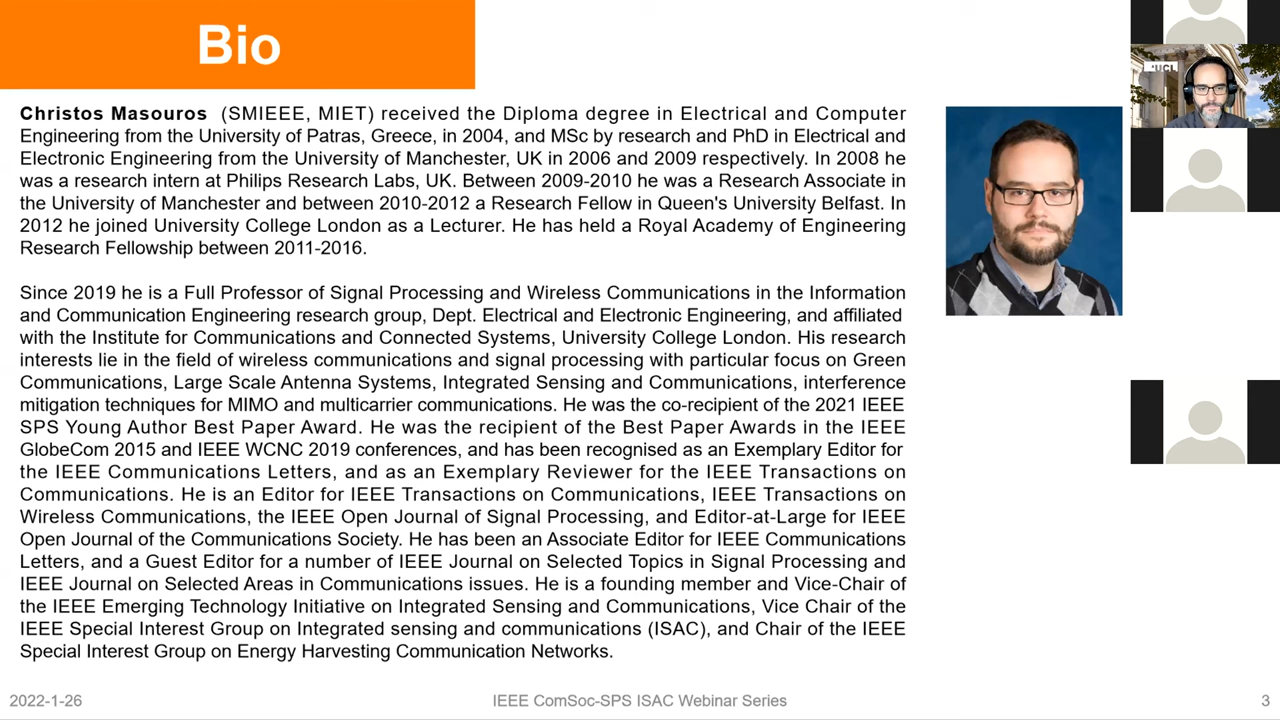 Bio
Christos Masouros (SMIEEE, MIET) received the Diploma degree in Electrical and Computer
Engineering from the University of Patras, Greece, in 2004, and MSc by research and PhD in Electrical and
Electronic Engineering from the University of Manchester, UK in 2006 and 2009 respectively. In 2008 he
was a research intern at Philips Research Labs, UK. Between 2009-2010 he was a Research Associate in
the University of Manchester and between 2010-2012 a Research Fellow in Queen's University Belfast. In
2012 he joined University College London as a Lecturer. He has held a Royal Academy of Engineering
Research Fellowship between 2011-2016.
Since 2019 he is a Full Professor of Signal Processing and Wireless Communications in the Information
and Communication Engineering research group, Dept. Electrical and Electronic Engineering, and affiliated
with the Institute for Communications and Connected Systems, University College London. His research
interests lie in the field of wireless communications and signal processing with particular focus on Green
Communications, Large Scale Antenna Systems, Integrated Sensing and Communications, interference
mitigation techniques for MIMO and multicarrier communications. He was the co-recipient of the 2021 IEEE
SPS Young Author Best Paper Award. He was the recipient of the Best Paper Awards in the IEEE
GlobeCom 2015 and IEEE WCNC 2019 conferences, and has been recognised as an Exemplary Editor for
the IEEE Communications Letters, and as an Exemplary Reviewer for the IEEE Transactions on
Communications. He is an Editor for IEEE Transactions on Communications, IEEE Transactions on
Wireless Communications, the IEEE Open Journal of Signal Processing, and Editor-at-Large for IEEE
Open Journal of the Communications Society. He has been an Associate Editor for IEEE Communications
Letters, and a Guest Editor for a number of IEEE Journal on Selected Topics in Signal Processing and
IEEE Journal on Selected Areas in Communications issues. He is a founding member and Vice-Chair of
the IEEE Emerging Technology Initiative on Integrated Sensing and Communications, Vice Chair of the
IEEE Special Interest Group on Integrated sensing and communications (ISAC), and Chair of the IEEE
Special Interest Group on Energy Harvesting Communication Networks.
UCL
2022-1-26
IEEE ComSoc-SPS ISAC Webinar Series
3